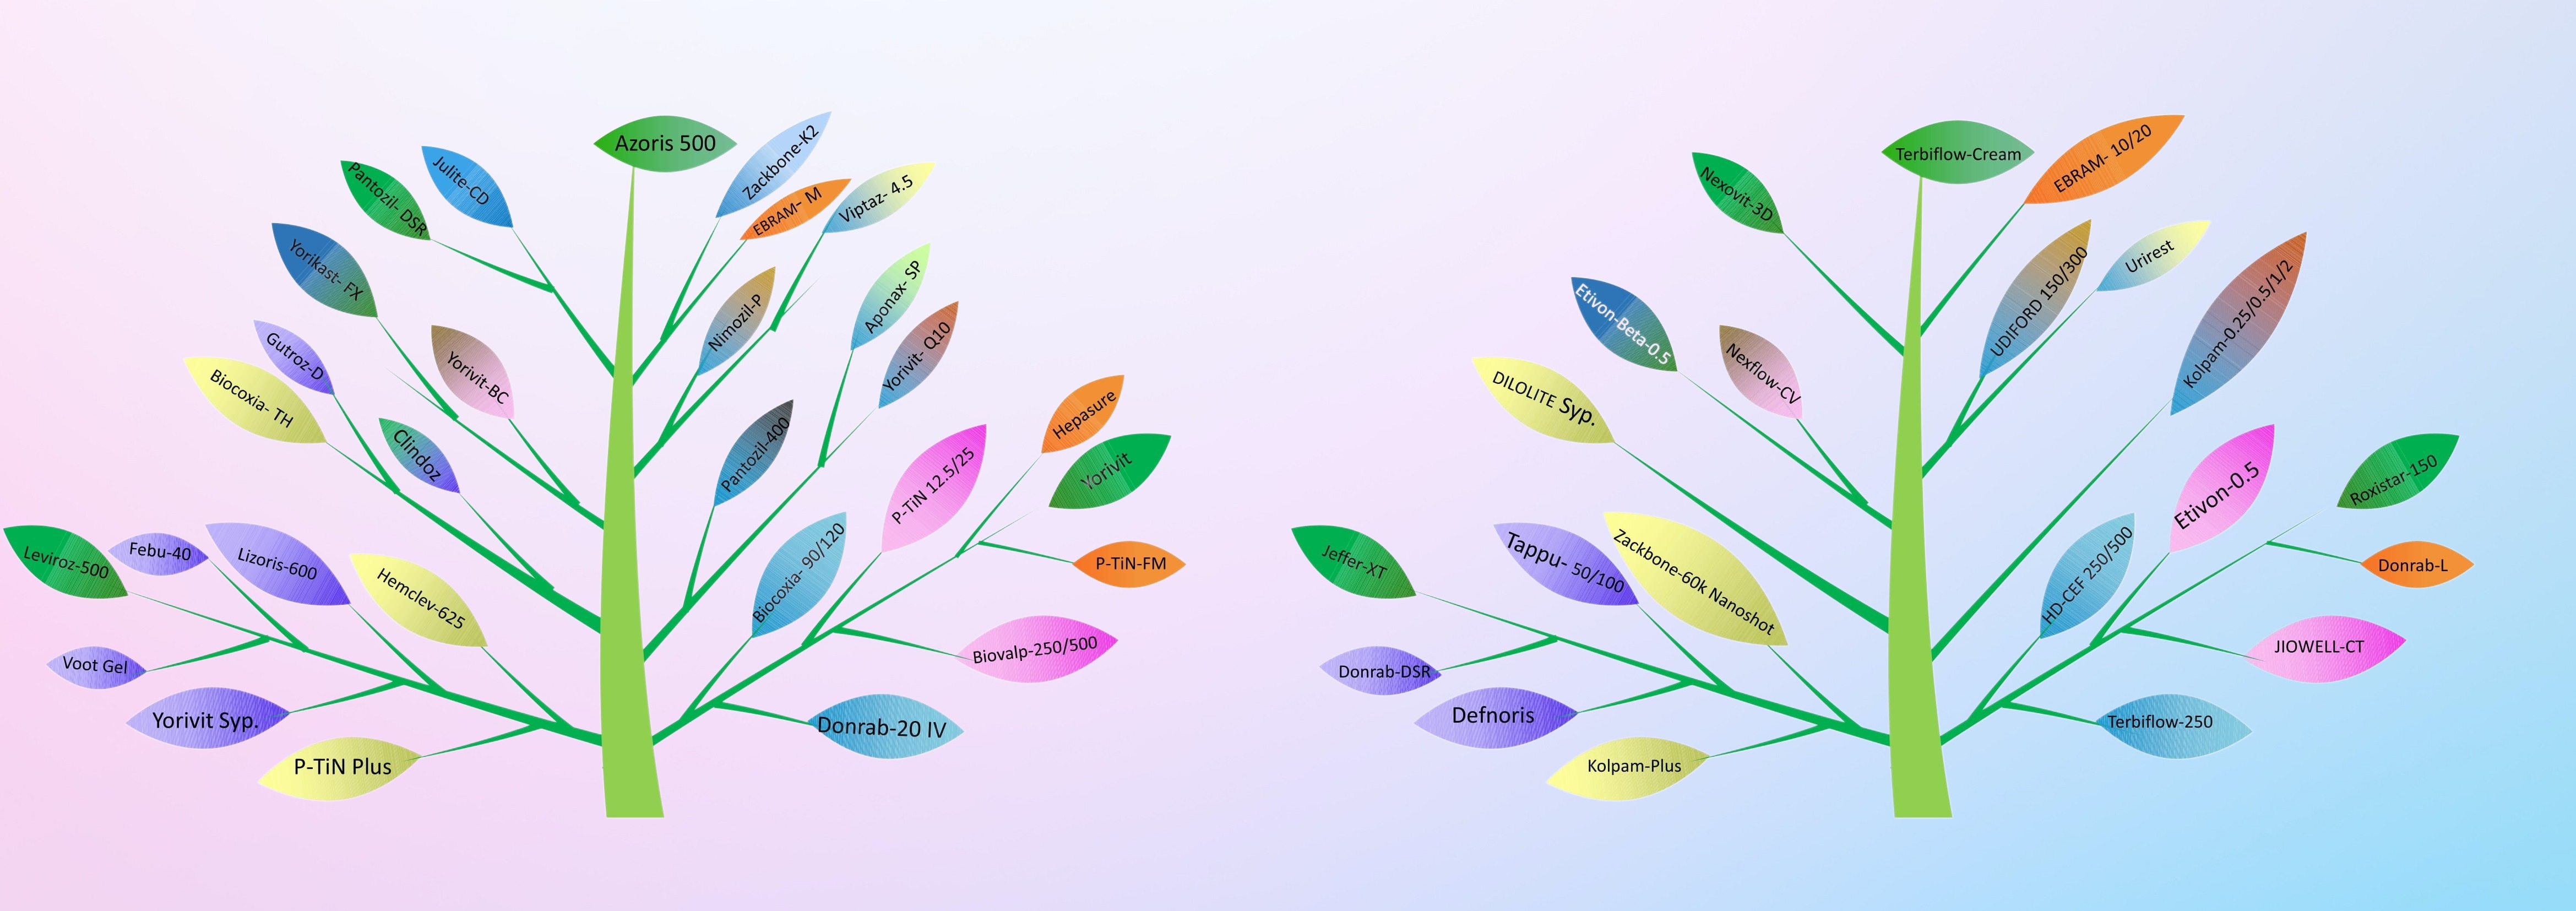 Azoris 500
Zackbone-K2
Julite-CD
Pantozil- DSR
EBRAM- M
Viptaz- 4.5
Yorikast- FX
Nimozil-P
Aponax- SP
Gutroz-D
Yorivit-BC
Yorivit- Q10
Biocoxia- TH
Clindoz
Pantozil-400
P-TiN 12.5/25
Hepasure
Yorivit
Leviroz-500
Febu-40
Lizoris-600
Hemclev-625
Biocoxia- 90/120
P-TiN-FM
Voot Gel
Biovalp-250/500
Yorivit Syp.
Donrab-20 IV
P-TiN Plus
Terbiflow-Cream
EBRAM- 10/20
Nexovit-3D
UDIFORD 150/300
Urirest
Etivon-Beta-0.5
Kolpam-0.25/0.5/1/2
DILOLITE Syp.
Nexflow-CV
Etivon-0.5
Roxistar-150
Jeffer-XT
Tappu- 50/100
Zackbone-60k Nanoshot
HD-CEF 250/500
Donrab-L
Donrab-DSR
JIOWELL-CT
Defnoris
Terbiflow-250
Kolpam-Plus